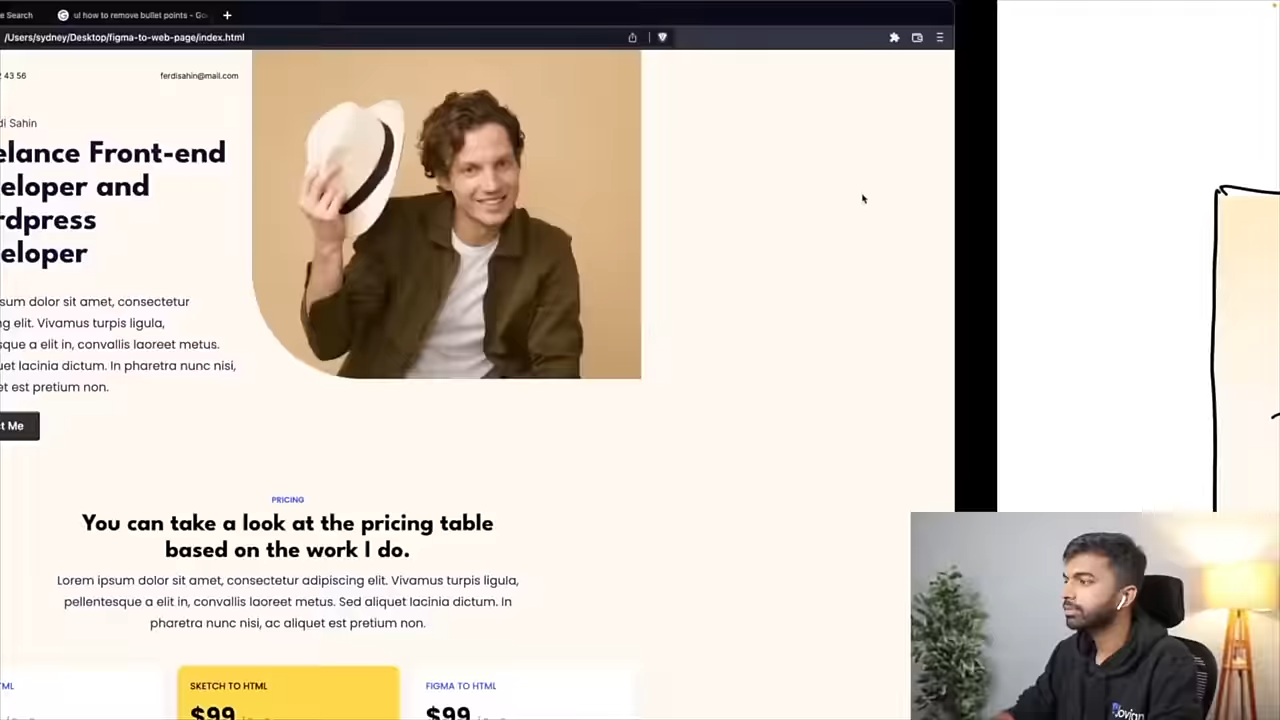 e Search
ul how to remove bullet points - Go
/Users/sydney/Desktop/figma-to-web-page/index.html
43 56
ferdisahin@mail.com
di Sahin
elance Front-end
eloper and
rdpress
eloper
sum dolor sit amet, consectetur
ng elit. Vivamus turpis ligula,
sque a elit in, convallis laoreet metus.
uet lacinia dictum. In pharetra nunc nisi,
et est pretium non.
ct Me
PRICING
You can take a look at the pricing table
based on the work I do.
Lorem ipsum dolor sit amet, consectetur adipiscing elit. Vivamus turpis ligula,
pellentesque a elit in, convallis laoreet metus. Sed aliquet lacinia dictum. In
pharetra nunc nisi, ac aliquet est pretium non.
ML
SKETCH TO HTML
FIGMA TO HTML
$99
$99
Jovian